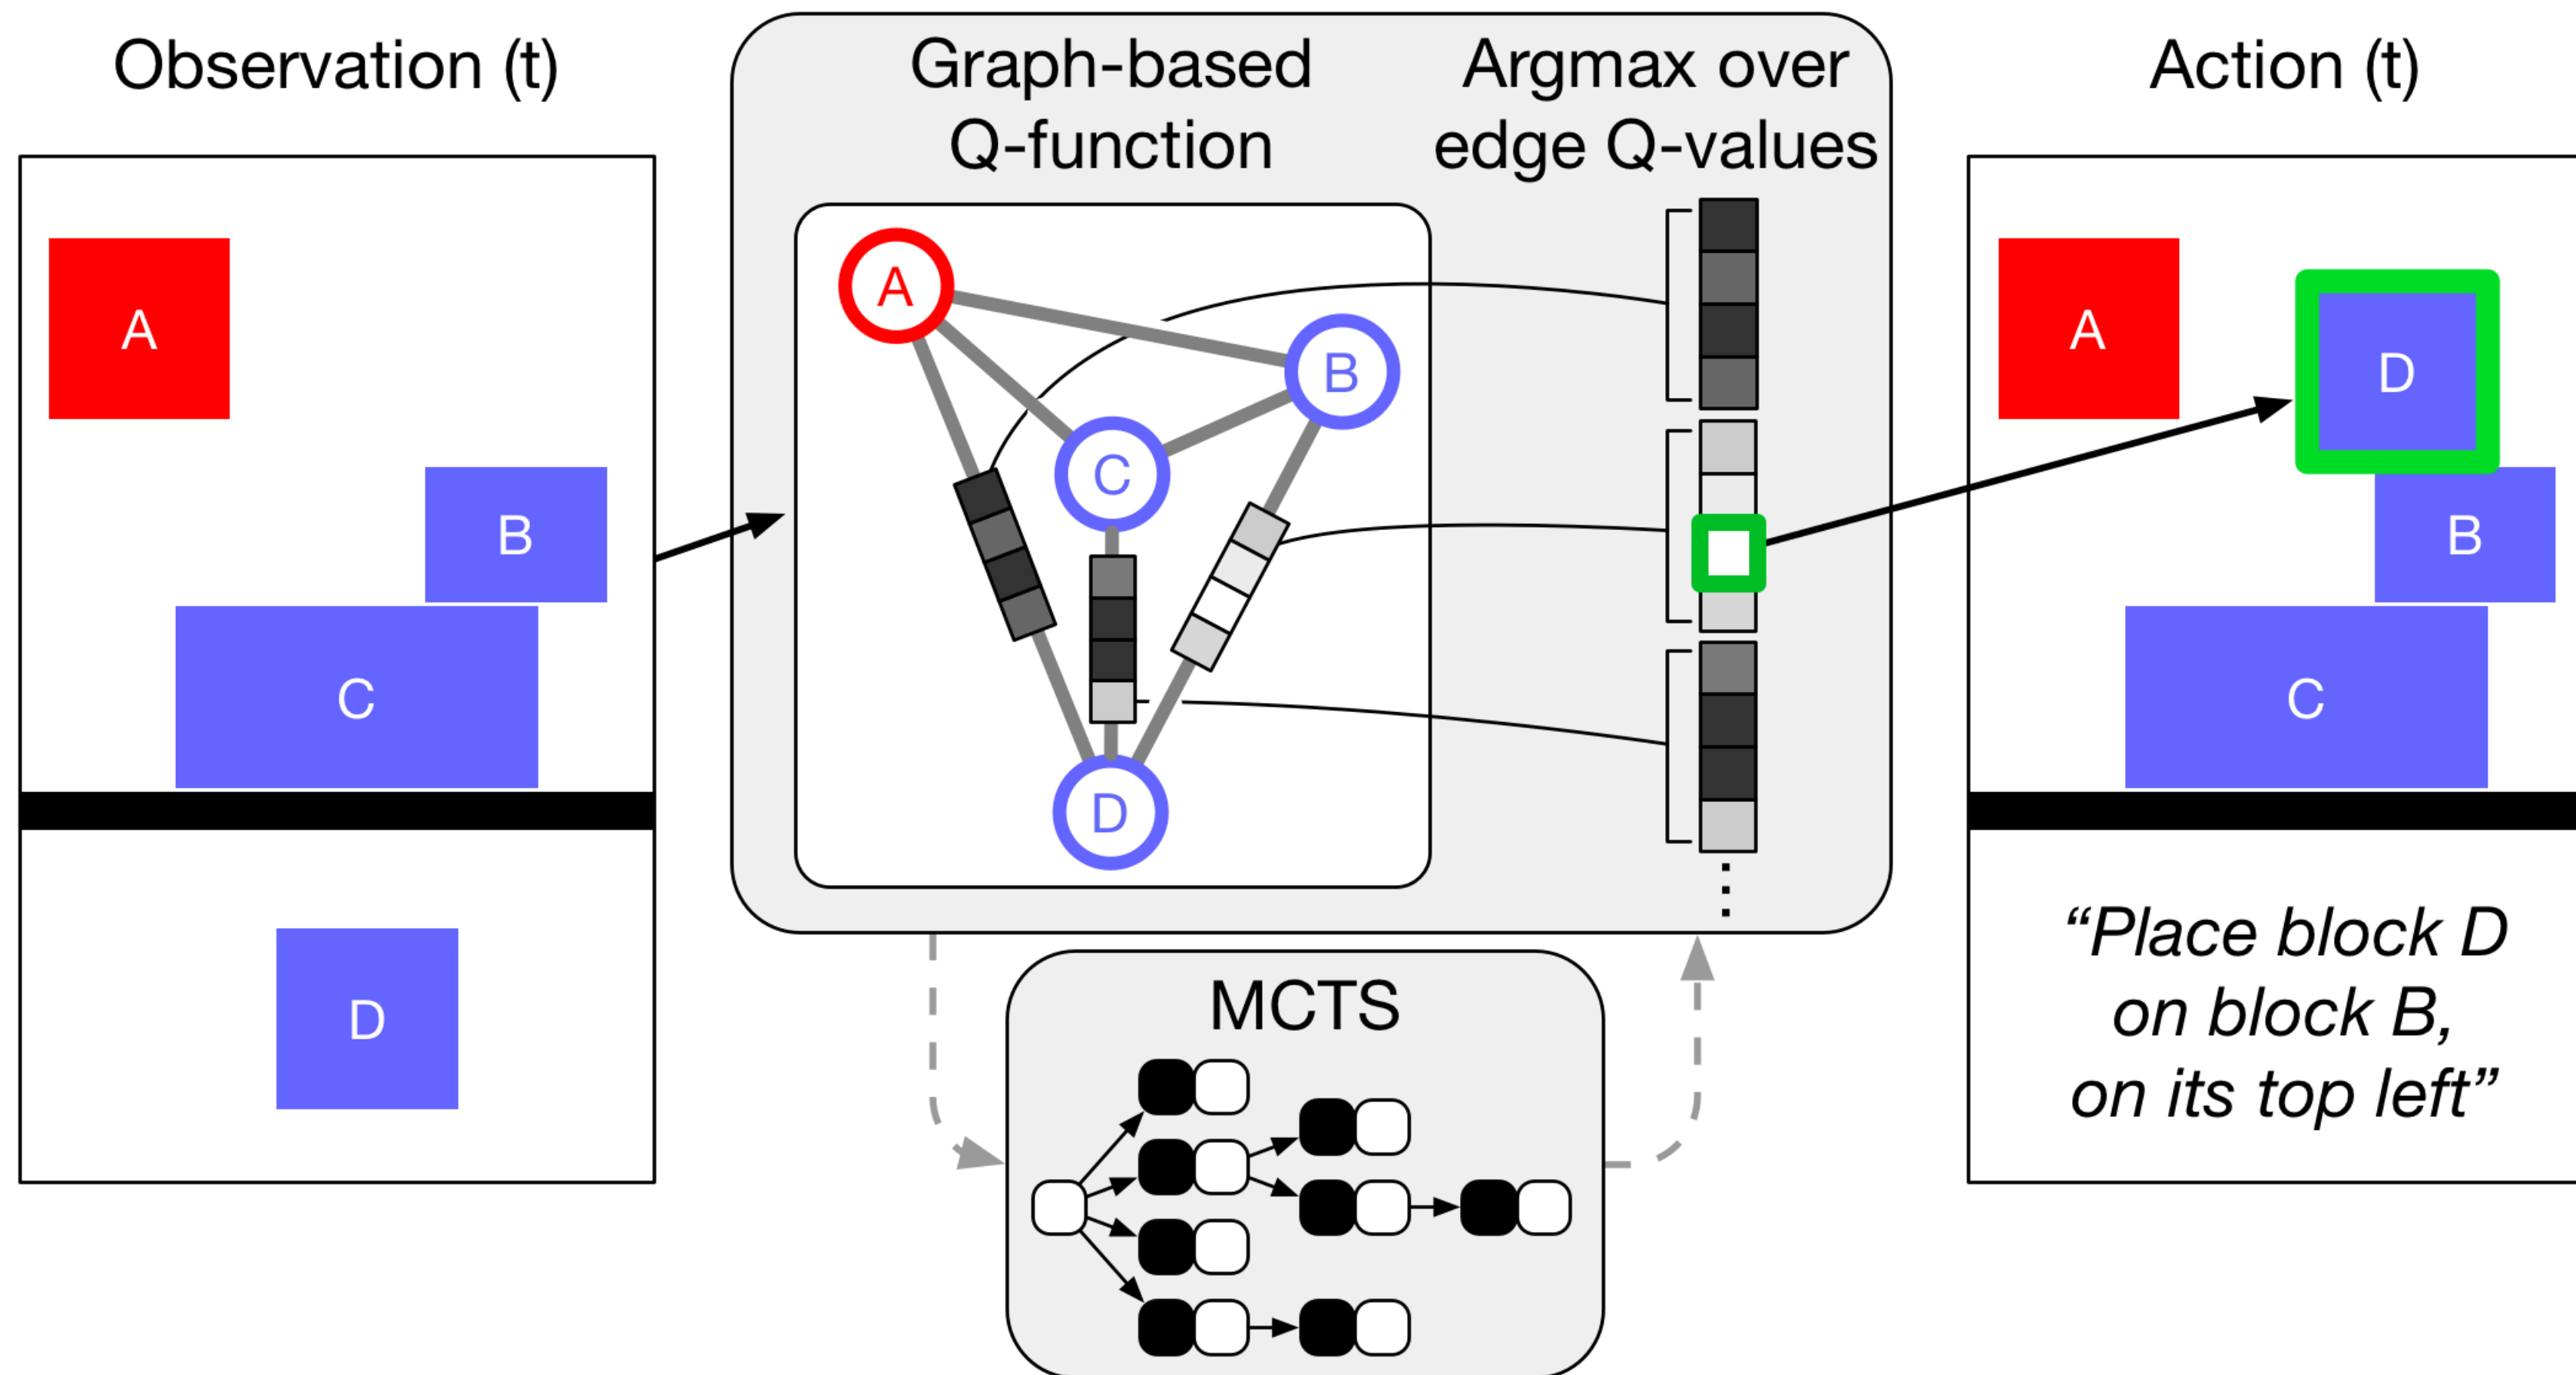 Observation (t)
A
B
C
D
Graph-based
Q-function
A
B
C
D
Argmax over
edge Q-values
MCTS
Action (t)
A
D
B
C
“Place block D
on block B,
on its top left”